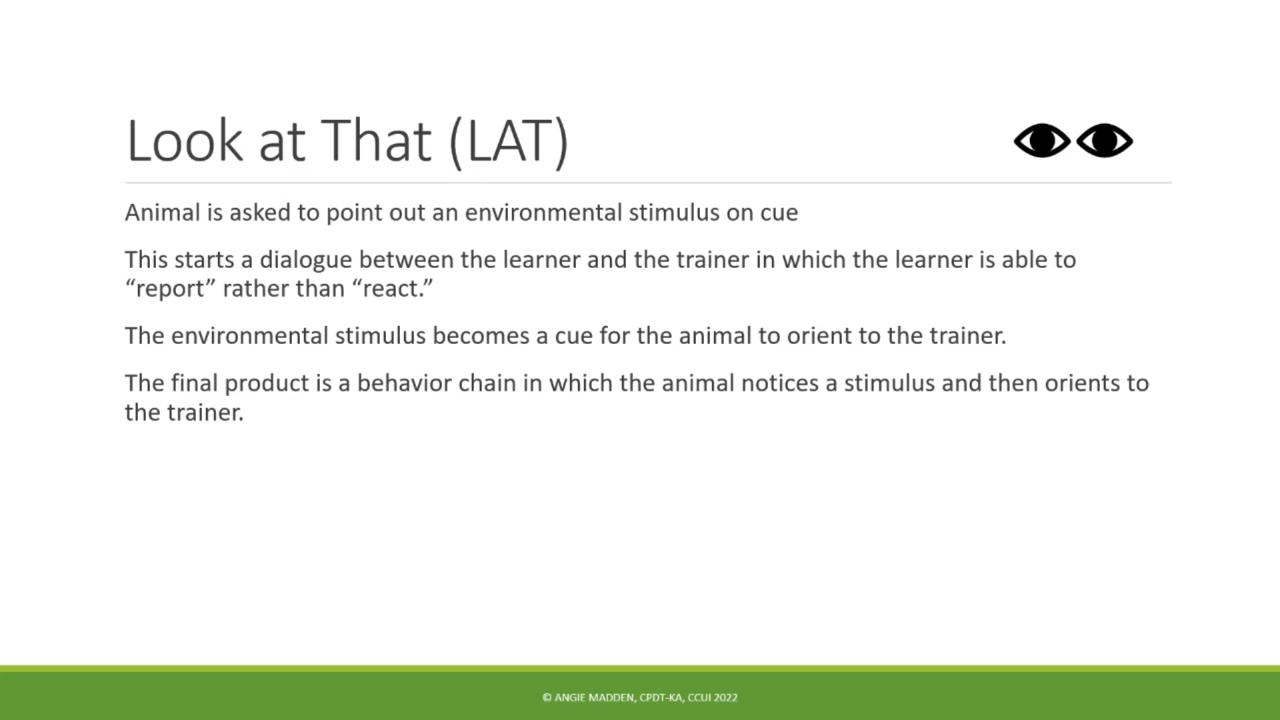 Look at That (LAT)
Animal is asked to point out an environmental stimulus on cue
This starts a dialogue between the learner and the trainer in which the learner is able to
“report” rather than “react.”
The environmental stimulus becomes a cue for the animal to orient to the trainer.
The final product is a behavior chain in which the animal notices a stimulus and then orients to
the trainer.
© ANGIE MADDEN, CPDT-KA, CCUI 2022